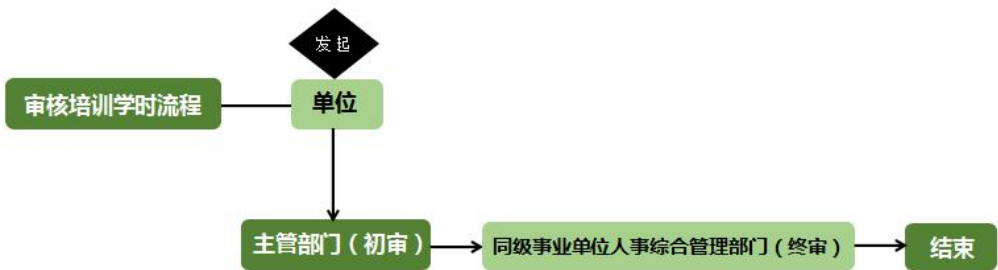 发起
审核培训学时流程
单位
主管部门（初审）
同级事业单位人事综合管理部门（终审）
结束